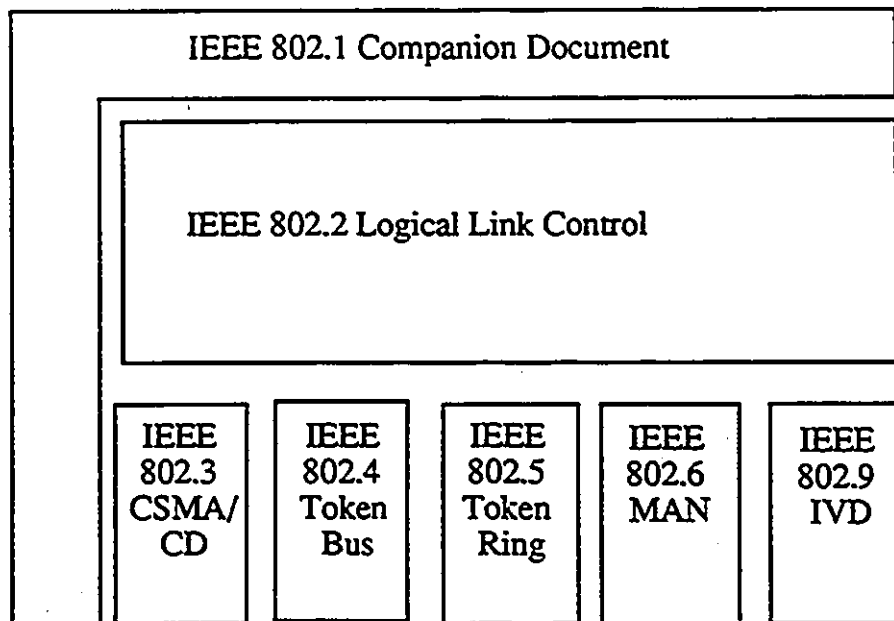 IEEE 802.1 Companion Document
IEEE 802.2 Logical Link Control
IEEE
802.3
CSMA/
CD
IEEE
802.4
Token
Bus
IEEE
802.5
Token
Ring
IEEE
802.6
MAN
IEEE
802.9
IVD